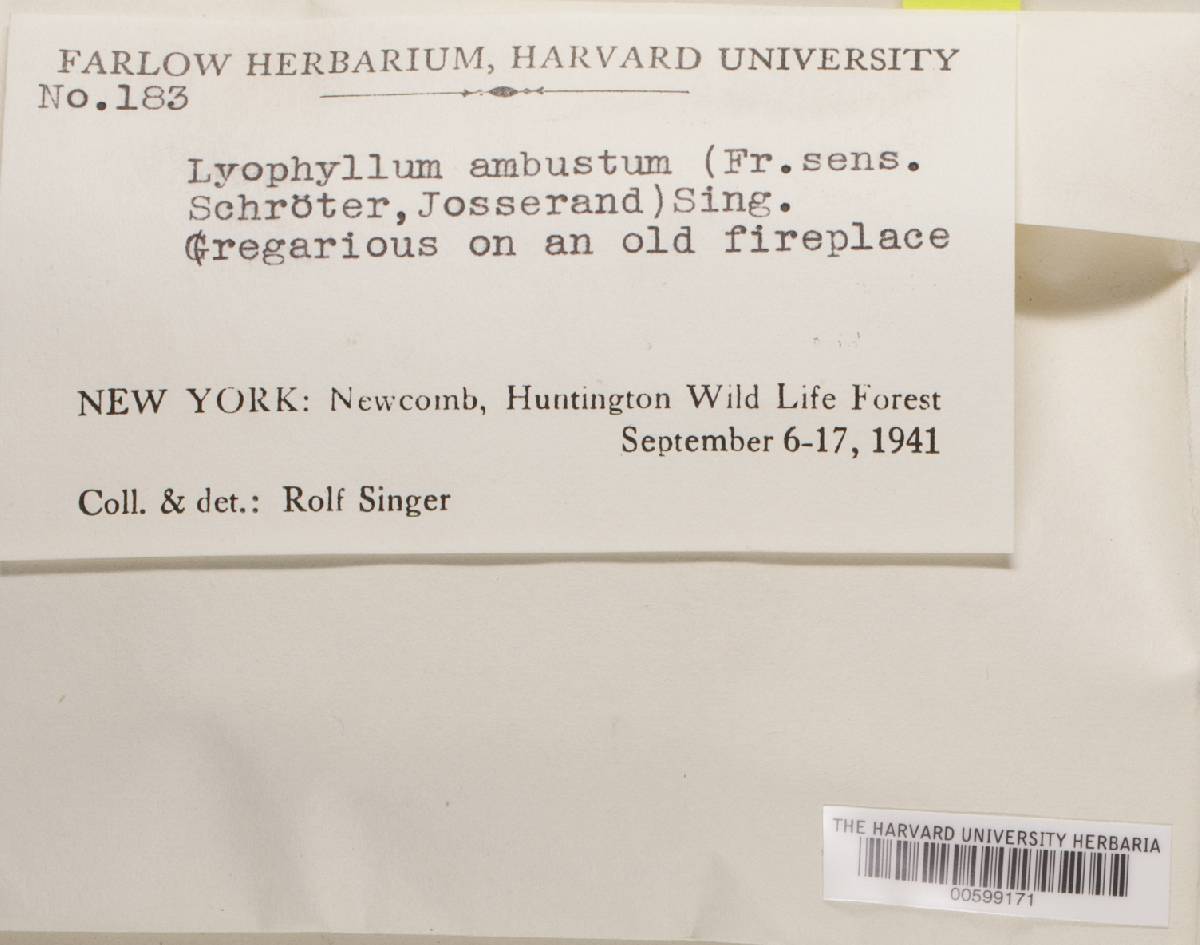 FARLOW HERBARIUM, HARVARD UNIVERSITY
No.183
Lyophyllum ambustum (Fr.sens.
Schröter,Josserand)Sing.
Gregarious on an old fireplace
NEW YORK: Newcomb, Huntington Wild Life Forest
September 6-17, 1941
Coll. & det.: Rolf Singer
THE HARVARD UNIVERSITY HERBARIA
00599171